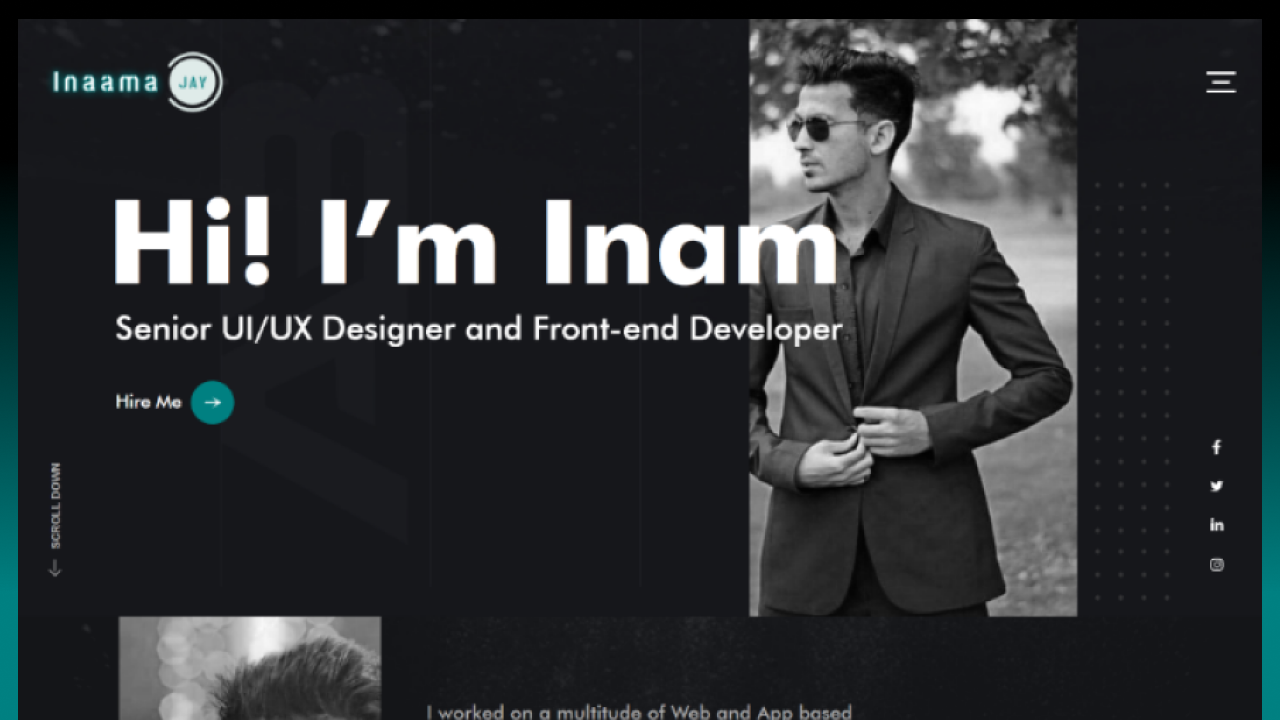 Inaama JAY
Hi! I’m Inam
Senior UI/UX Designer and Front-end Developer
Hire Me
SCROLL DOWN
I worked on a multitude of Web and App based